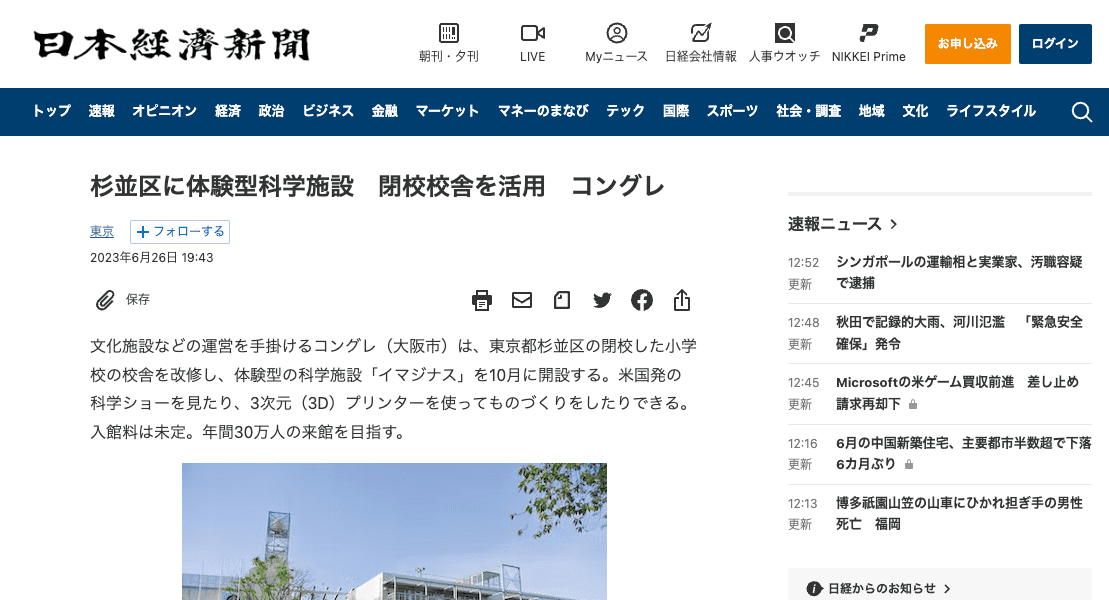 日本経済新聞
朝刊・夕刊
LIVE
Myニュース
日経会社情報
人事ウオッチ
NIKKEI Prime
お申し込み
ログイン
トップ 速報 オピニオン 経済 政治 ビジネス 金融 マーケット マネーのまなび テック 国際 スポーツ 社会・調査 地域 文化 ライフスタイル
杉並区に体験型科学施設　閉校校舎を活用　コングレ
東京 フォローする
2023年6月26日 19:43
保存
文化施設などの運営を手掛けるコングレ（大阪市）は、東京都杉並区の閉校した小学
校の校舎を改修し、体験型の科学施設「イマジナス」を10月に開設する。米国発の
科学ショーを見たり、3次元（3D）プリンターを使ってものづくりをしたりできる。
入館料は未定。年間30万人の来館を目指す。
速報ニュース
12:52 シンガポールの運輸相と実業家、汚職容疑
更新 で逮捕
12:48 秋田で記録的大雨、河川氾濫　「緊急安全
更新 確保」発令
12:45 Microsoftの米ゲーム買収前進　差し止め
更新 請求再却下
12:16 6月の中国新築住宅、主要都市半数超で下落
更新 6カ月ぶり
12:13 博多祇園山笠の山車にひかれ担ぎ手の男性
更新 死亡　福岡
日経からのお知らせ